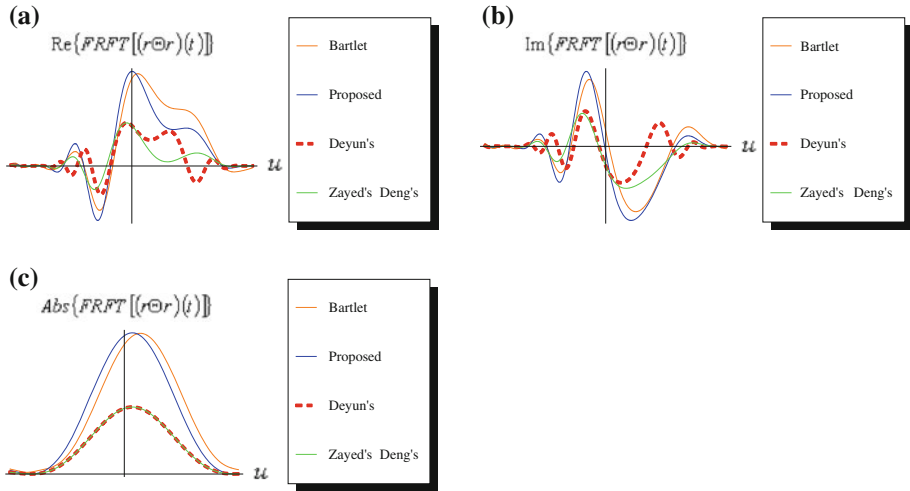 (a)
Re{FRFT[(r⊖r)(t)]}
Bartlet
Proposed
Deyun's
Zayed's Deng's
u
(b)
Im{FRFT[(r⊖r)(t)]}
Bartlet
Proposed
Deyun's
Zayed's Deng's
u
(c)
Abs{FRFT[(r⊖r)(t)]}
Bartlet
Proposed
Deyun's
Zayed's Deng's
u